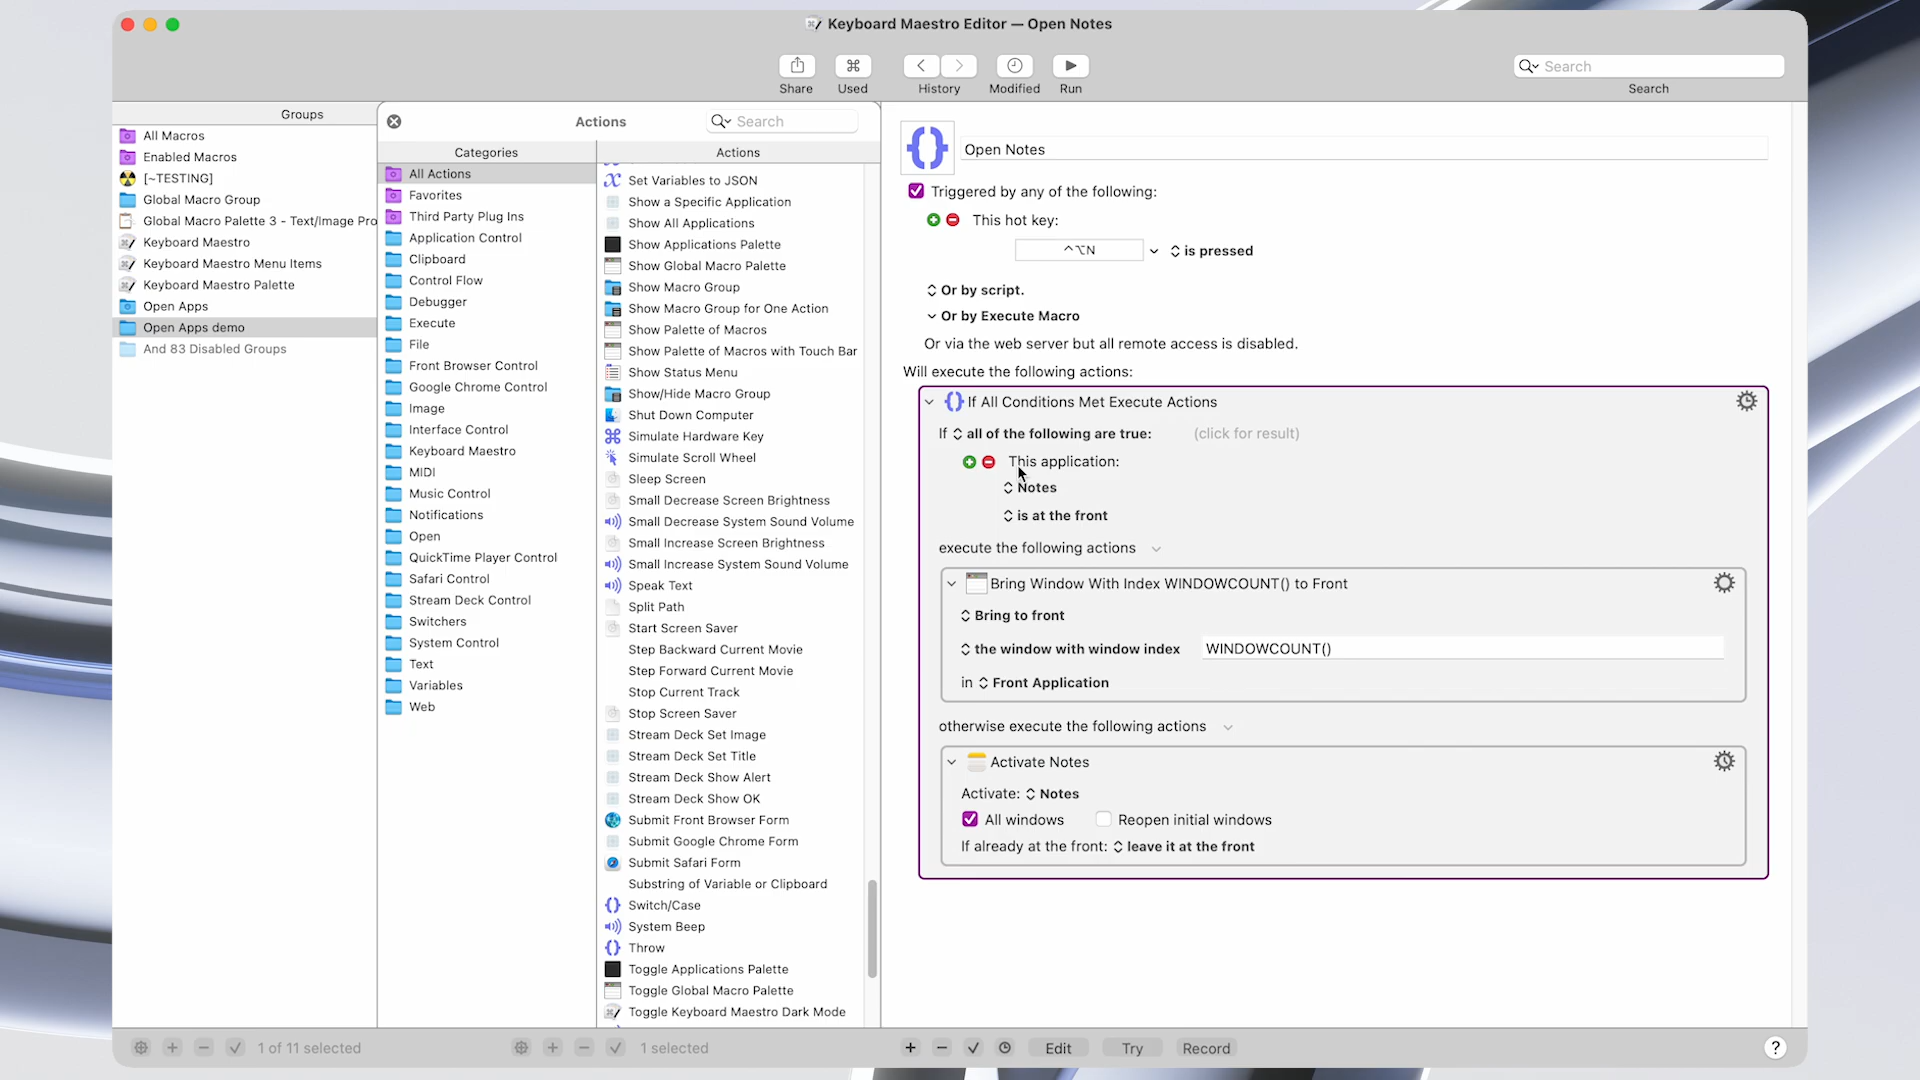 Keyboard Maestro Editor — Open Notes
Share
Used
History
Modified
Run
Search
Search
Groups
All Macros
Enabled Macros
[~TESTING]
Global Macro Group
Global Macro Palette 3 - Text/Image Pro
Keyboard Maestro
Keyboard Maestro Menu Items
Keyboard Maestro Palette
Open Apps
Open Apps demo
And 83 Disabled Groups
Actions
Search
Categories
All Actions
Favorites
Third Party Plug Ins
Application Control
Clipboard
Control Flow
Debugger
Execute
File
Front Browser Control
Google Chrome Control
Image
Interface Control
Keyboard Maestro
MIDI
Music Control
Notifications
Open
QuickTime Player Control
Safari Control
Stream Deck Control
Switchers
System Control
Text
Variables
Web
Actions
Set Variables to JSON
Show a Specific Application
Show All Applications
Show Applications Palette
Show Global Macro Palette
Show Macro Group
Show Macro Group for One Action
Show Palette of Macros
Show Palette of Macros with Touch Bar
Show Status Menu
Show/Hide Macro Group
Shut Down Computer
Simulate Hardware Key
Simulate Scroll Wheel
Sleep Screen
Small Decrease Screen Brightness
Small Decrease System Sound Volume
Small Increase Screen Brightness
Small Increase System Sound Volume
Speak Text
Split Path
Start Screen Saver
Step Backward Current Movie
Step Forward Current Movie
Stop Current Track
Stop Screen Saver
Stream Deck Set Image
Stream Deck Set Title
Stream Deck Show Alert
Stream Deck Show OK
Submit Front Browser Form
Submit Google Chrome Form
Submit Safari Form
Substring of Variable or Clipboard
Switch/Case
System Beep
Throw
Toggle Applications Palette
Toggle Global Macro Palette
Toggle Keyboard Maestro Dark Mode
Open Notes
Triggered by any of the following:
This hot key:
⌃⌥N is pressed
Or by script.
Or by Execute Macro
Or via the web server but all remote access is disabled.
Will execute the following actions:
If All Conditions Met Execute Actions
If all of the following are true: (click for result)
This application:
Notes
is at the front
execute the following actions
Bring Window With Index WINDOWCOUNT() to Front
Bring to front
the window with window index WINDOWCOUNT()
in Front Application
otherwise execute the following actions
Activate Notes
Activate: Notes
All windows Reopen initial windows
If already at the front: leave it at the front
1 of 11 selected
1 selected
Edit
Try
Record
?